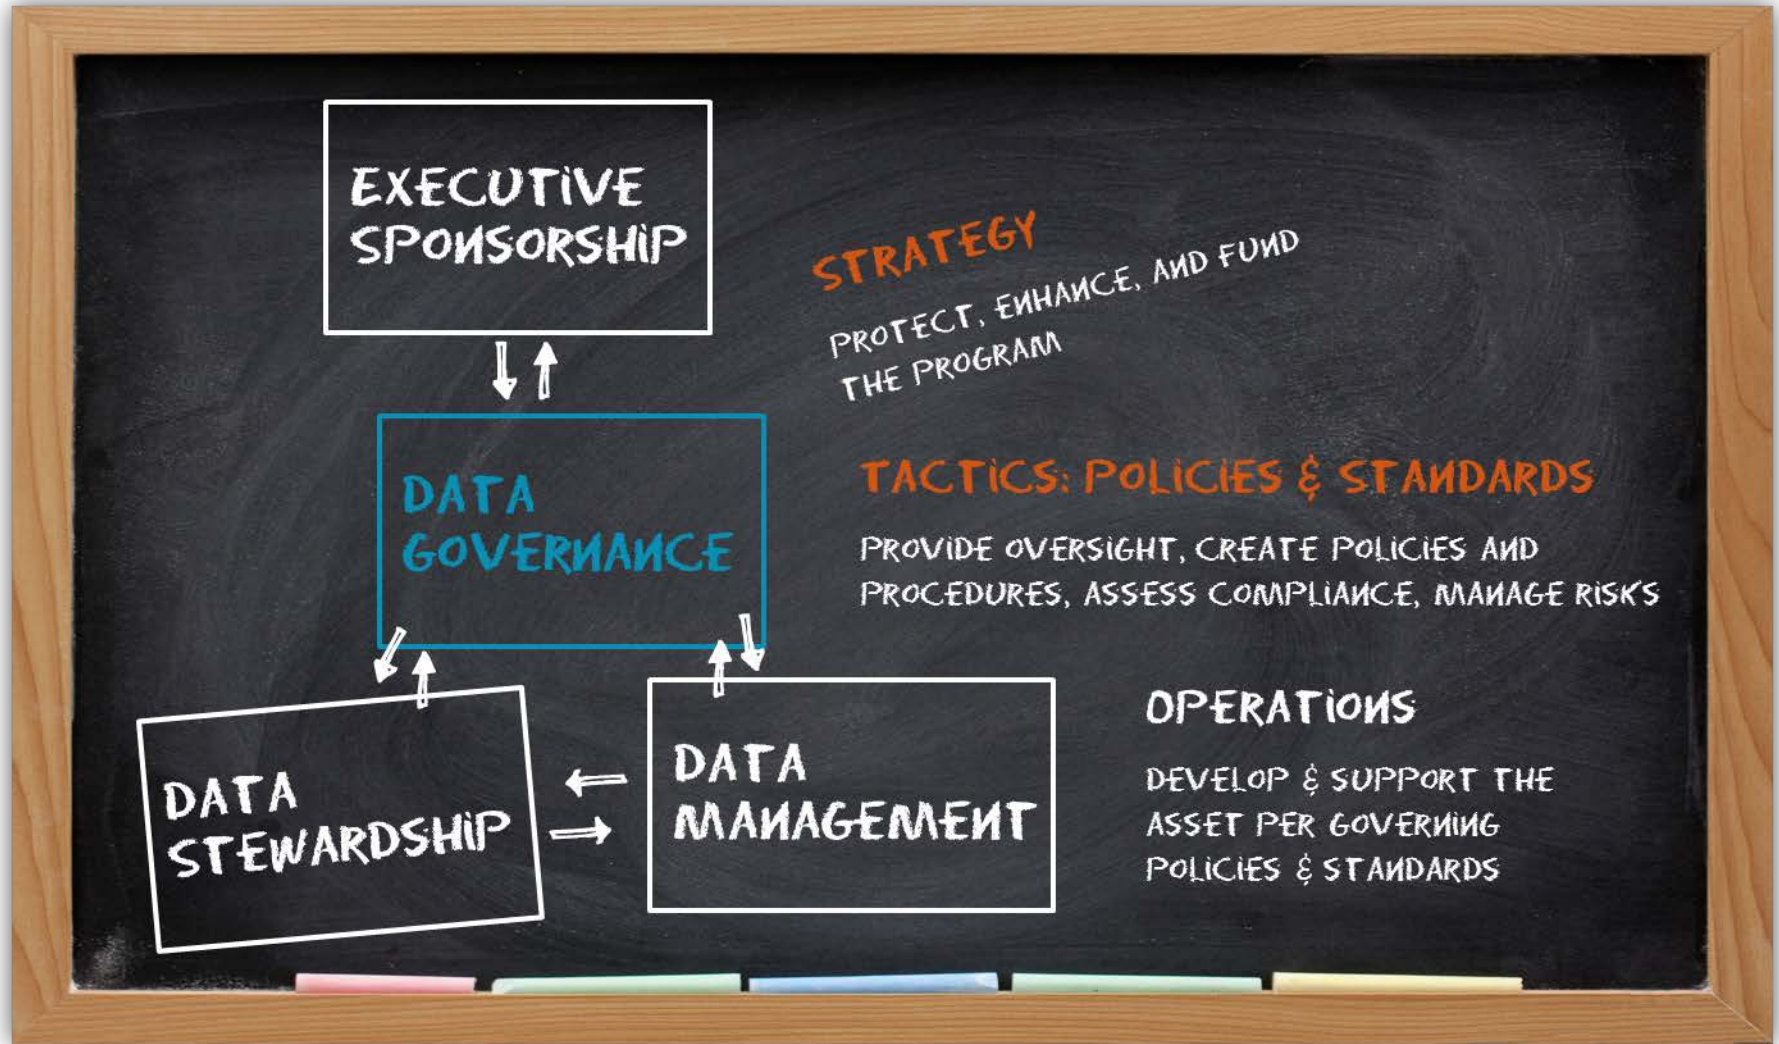 EXECUTIVE
SPONSORSHIP
STRATEGY
PROTECT, ENHANCE, AND FUND
THE PROGRAM
DATA
GOVERNANCE
TACTICS: POLICIES & STANDARDS
PROVIDE OVERSIGHT, CREATE POLICIES AND
PROCEDURES, ASSESS COMPLIANCE, MANAGE RISKS
DATA
STEWARDSHIP
DATA
MANAGEMENT
OPERATIONS
DEVELOP & SUPPORT THE
ASSET PER GOVERNING
POLICIES & STANDARDS